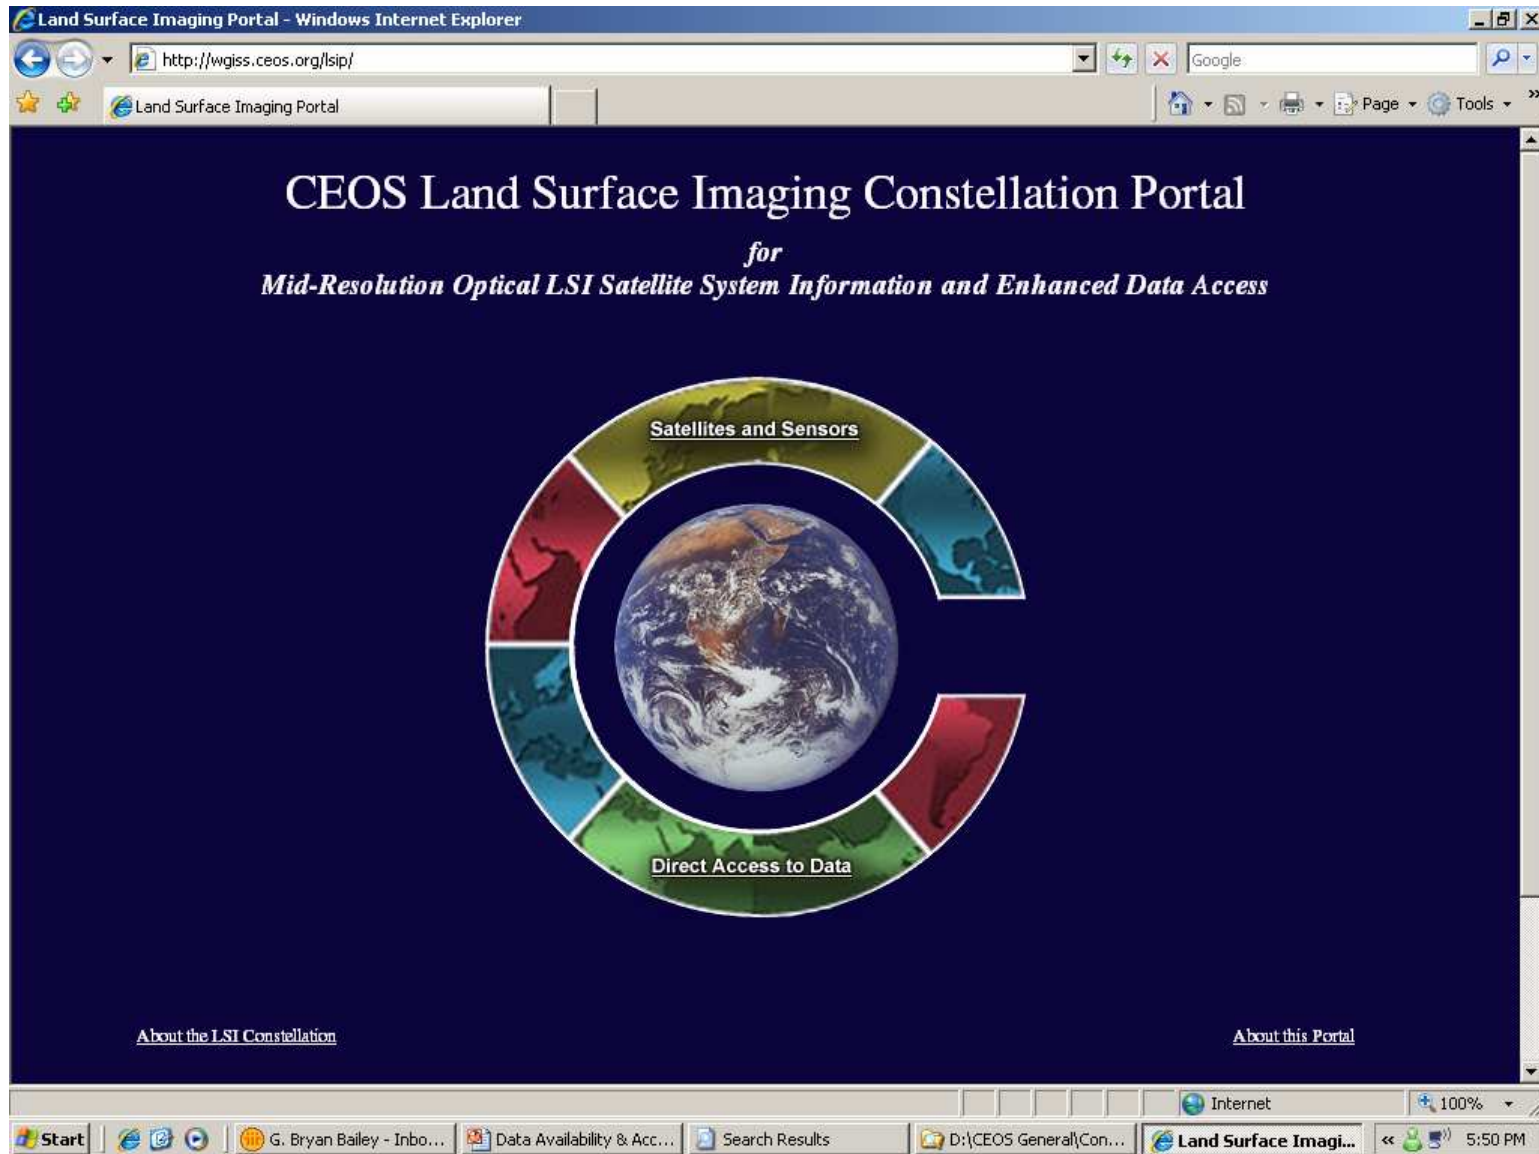 Land Surface Imaging Portal - Windows Internet Explorer
http://wgiss.ceos.org/lsip/
Google
Land Surface Imaging Portal
Page
Tools
»
CEOS Land Surface Imaging Constellation Portal
for
Mid-Resolution Optical LSI Satellite System Information and Enhanced Data Access
Satellites and Sensors
Direct Access to Data
About the LSI Constellation
About this Portal
Internet
100%
Start
G. Bryan Bailey - Inbo...
Data Availability & Acc...
Search Results
D:\CEOS General\Con...
Land Surface Imagi...
«
5:50 PM